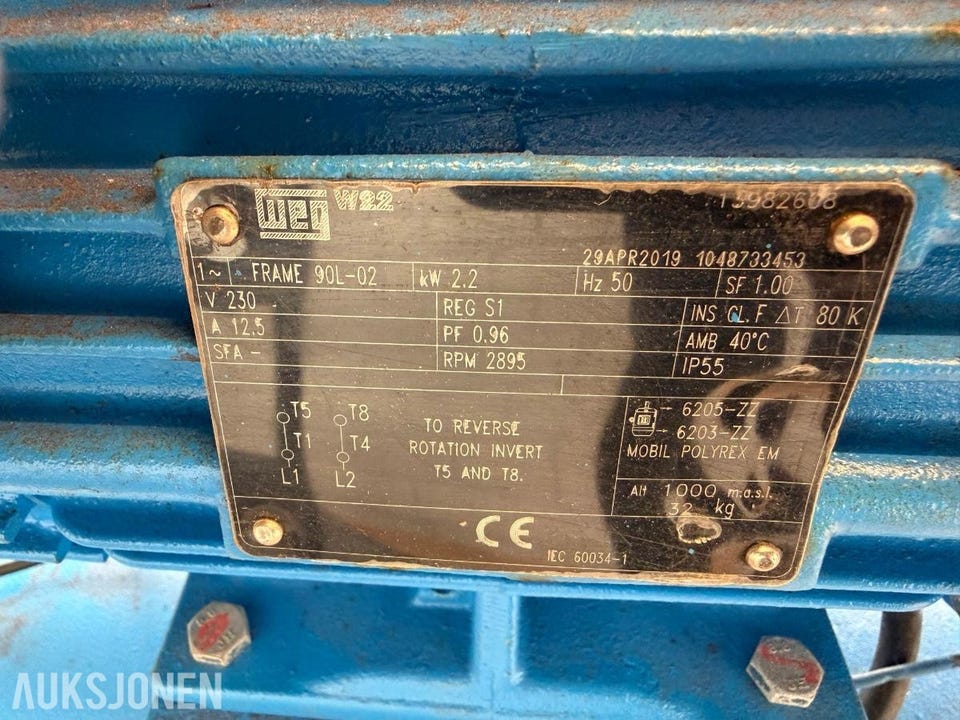 WEG W22 13982608
29APR2019 1048733453
1~ FRAME 90L-02 kW 2.2 Hz 50 SF 1.00
V 230 REG S1 INS CL. F ΔT 80 K
A 12.5 PF 0.96 AMB 40°C
SFA - RPM 2895 IP55
T5 T8
T1 T4
L1 L2
TO REVERSE
ROTATION INVERT
T5 AND T8.
6205-ZZ
6203-ZZ
MOBIL POLYREX EM
Alt 1000 m.a.s.l.
32 kg
CE
IEC 60034-1
AUKSJONEN